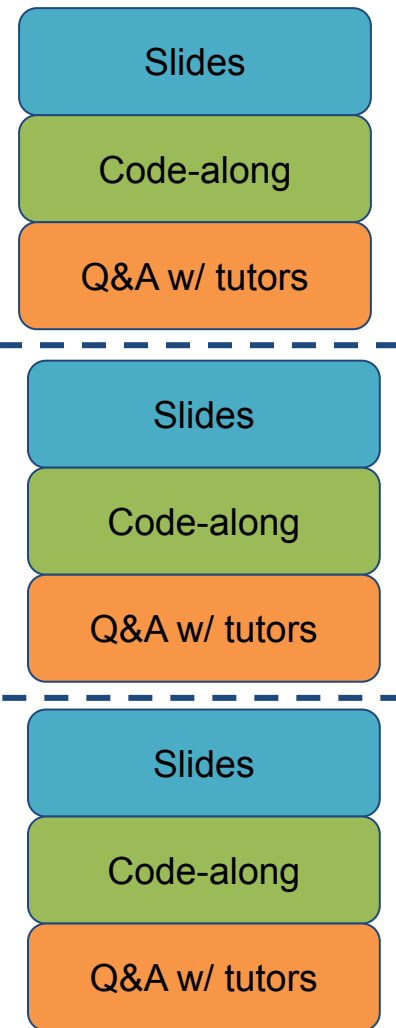 Slides
Code-along
Q&A w/ tutors
Slides
Code-along
Q&A w/ tutors
Slides
Code-along
Q&A w/ tutors